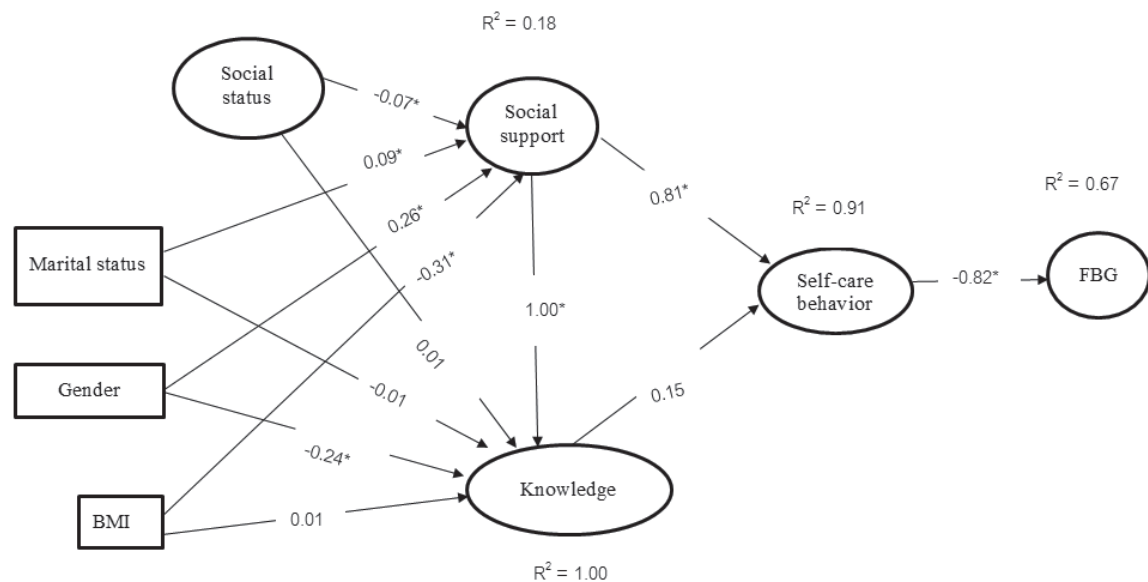 R² = 0.18
Social
status
-0.07*
Social
support
0.09*
0.81*
R² = 0.67
R² = 0.91
0.26*
Marital status
-0.31*
Self-care
behavior
-0.82*
FBG
1.00*
0.01
Gender
-0.01
0.15
-0.24*
Knowledge
BMI
0.01
R² = 1.00